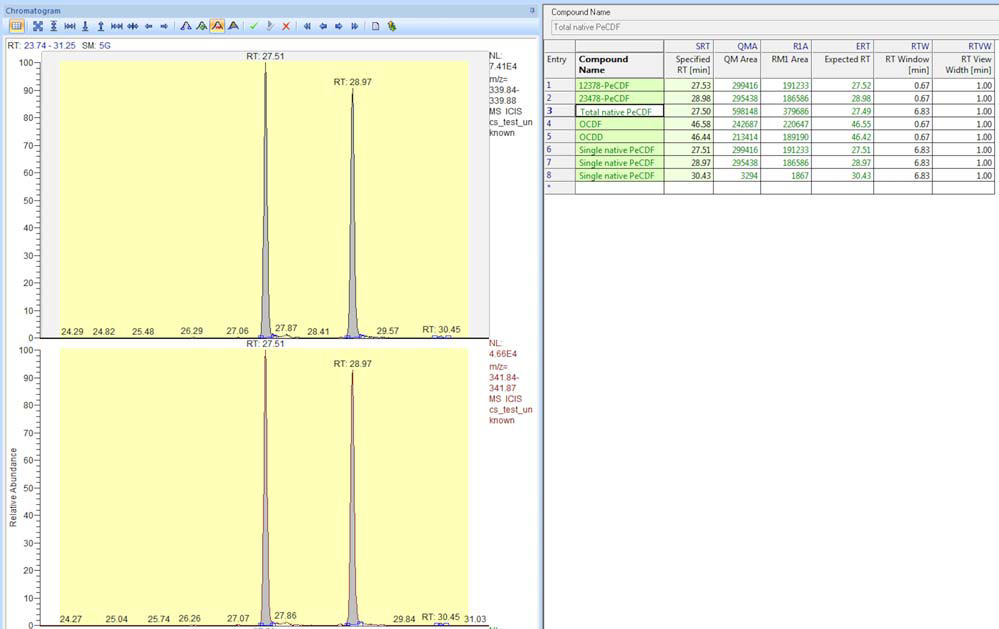 Chromatogram
RT: 23.74 - 31.25 SM: 5G
RT: 27.51
RT: 28.97
NL:
7.41E4
m/z=
339.84-
339.88
MS ICIS
cs_test_un
known
100
90
80
70
60
50
40
30
20
10
0
24.29 24.82 25.48 26.29 27.06 27.87 28.41 29.57 RT: 30.45
RT: 27.51
RT: 28.97
NL:
4.66E4
m/z=
341.84-
341.87
MS ICIS
cs_test_un
known
100
90
80
70
60
50
40
30
20
10
0
Relative Abundance
24.27 25.04 25.74 26.26 27.07 27.86 29.84 RT: 30.45 31.03
Compound Name
Total native PeCDF
SRT QMA R1A ERT RTW RTVW
Entry Compound Name Specified RT [min] QM Area RM1 Area Expected RT RT Window [min] RT View Width [min]
1 12378-PeCDF 27.53 299416 191233 27.52 0.67 1.00
2 23478-PeCDF 28.98 295438 186586 28.98 0.67 1.00
3 Total native PeCDF 27.50 598148 379686 27.49 6.83 1.00
4 OCDF 46.58 242687 220647 46.55 0.67 1.00
5 OCDD 46.44 213414 189190 46.42 0.67 1.00
6 Single native PeCDF 27.51 299416 191233 27.51 6.83 1.00
7 Single native PeCDF 28.97 295438 186586 28.97 6.83 1.00
8 Single native PeCDF 30.43 3294 1867 30.43 6.83 1.00
*